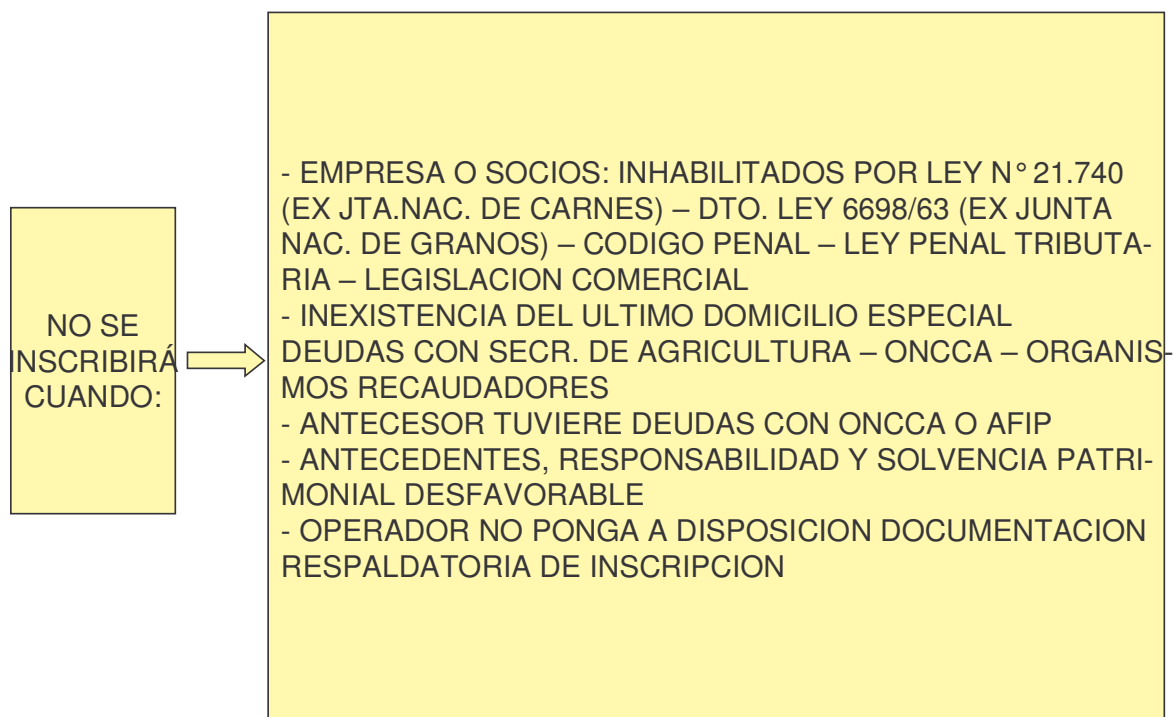 NO SE
INSCRIBIRÁ
CUANDO:
- EMPRESA O SOCIOS: INHABILITADOS POR LEY N° 21.740
(EX JTA.NAC. DE CARNES) – DTO. LEY 6698/63 (EX JUNTA
NAC. DE GRANOS) – CODIGO PENAL – LEY PENAL TRIBUTA-
RIA – LEGISLACION COMERCIAL
- INEXISTENCIA DEL ULTIMO DOMICILIO ESPECIAL
DEUDAS CON SECR. DE AGRICULTURA – ONCCA – ORGANIS-
MOS RECAUDADORES
- ANTECESOR TUVIERE DEUDAS CON ONCCA O AFIP
- ANTECEDENTES, RESPONSABILIDAD Y SOLVENCIA PATRI-
MONIAL DESFAVORABLE
- OPERADOR NO PONGA A DISPOSICION DOCUMENTACION
RESPALDATORIA DE INSCRIPCION